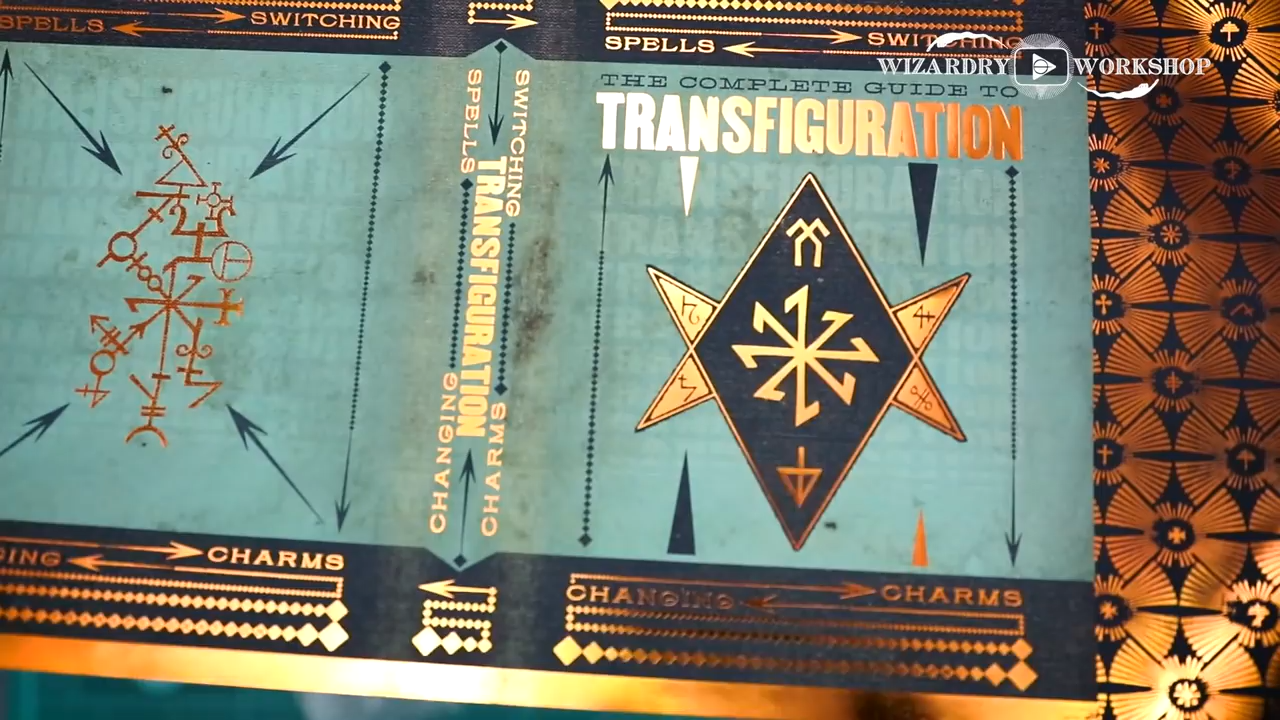 SPELLS SWITCHING
SPELLS SWITCHING
WIZARDRY WORKSHOP
THE COMPLETE GUIDE TO
TRANSFIGURATION
SWITCHING
SPELLS
TRANSFIGURATION
CHANGING
CHARMS
CHARMS
CHANGING CHARMS